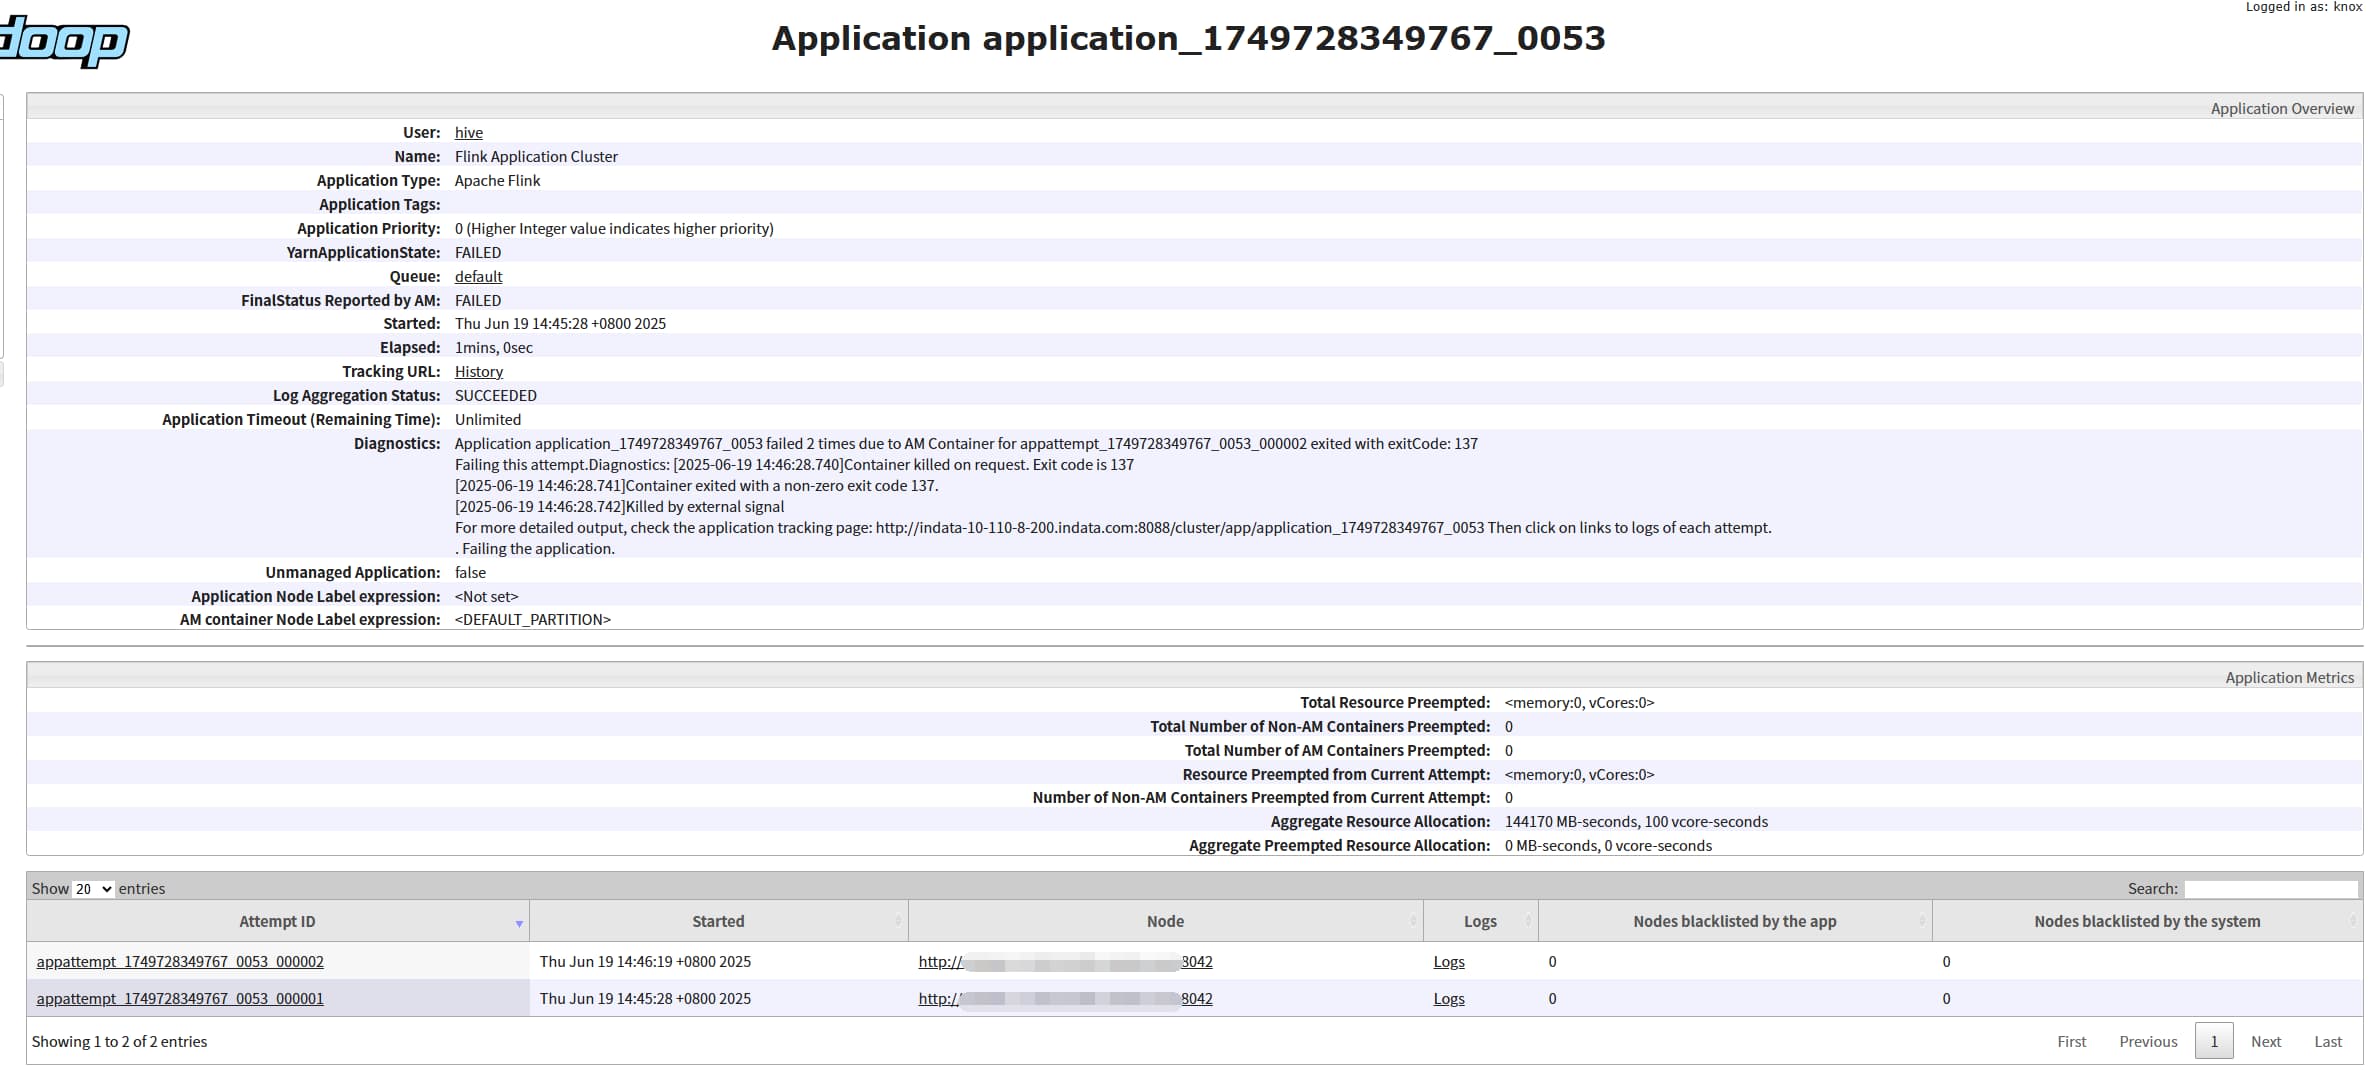 Logged in as: knox
doop
Application application_1749728349767_0053
Application Overview
User: hive
Name: Flink Application Cluster
Application Type: Apache Flink
Application Tags:
Application Priority: 0 (Higher Integer value indicates higher priority)
YarnApplicationState: FAILED
Queue: default
FinalStatus Reported by AM: FAILED
Started: Thu Jun 19 14:45:28 +0800 2025
Elapsed: 1mins, 0sec
Tracking URL: History
Log Aggregation Status: SUCCEEDED
Application Timeout (Remaining Time): Unlimited
Diagnostics: Application application_1749728349767_0053 failed 2 times due to AM Container for appattempt_1749728349767_0053_000002 exited with exitCode: 137
Failing this attempt.Diagnostics: [2025-06-19 14:46:28.740]Container killed on request. Exit code is 137
[2025-06-19 14:46:28.741]Container exited with a non-zero exit code 137.
[2025-06-19 14:46:28.742]Killed by external signal
For more detailed output, check the application tracking page: http://indata-10-110-8-200.indata.com:8088/cluster/app/application_1749728349767_0053 Then click on links to logs of each attempt.
. Failing the application.
Unmanaged Application: false
Application Node Label expression: <Not set>
AM container Node Label expression: <DEFAULT_PARTITION>
Application Metrics
Total Resource Preempted: <memory:0, vCores:0>
Total Number of Non-AM Containers Preempted: 0
Total Number of AM Containers Preempted: 0
Resource Preempted from Current Attempt: <memory:0, vCores:0>
Number of Non-AM Containers Preempted from Current Attempt: 0
Aggregate Resource Allocation: 144170 MB-seconds, 100 vcore-seconds
Aggregate Preempted Resource Allocation: 0 MB-seconds, 0 vcore-seconds
Show 20 entries Search:
Attempt ID Started Node Logs Nodes blacklisted by the app Nodes blacklisted by the system
appattempt_1749728349767_0053_000002 Thu Jun 19 14:46:19 +0800 2025 http:// 8042 Logs 0 0
appattempt_1749728349767_0053_000001 Thu Jun 19 14:45:28 +0800 2025 http:// 8042 Logs 0 0
Showing 1 to 2 of 2 entries First Previous 1 Next Last